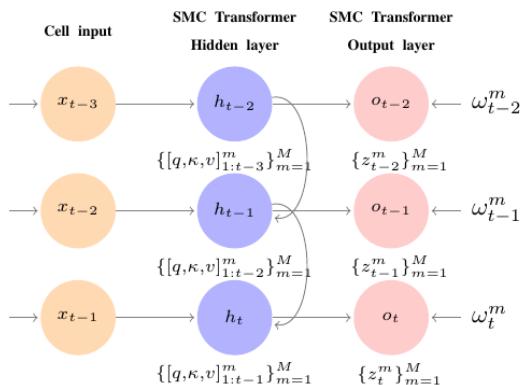 Cell input
SMC Transformer
Hidden layer
SMC Transformer
Output layer
x_{t-3} h_{t-2} o_{t-2} ω^m_{t-2}
{[q,κ,v]^m_{1:t-3}}^M_{m=1} {z^m_{t-2}}^M_{m=1}
x_{t-2} h_{t-1} o_{t-1} ω^m_{t-1}
{[q,κ,v]^m_{1:t-2}}^M_{m=1} {z^m_{t-1}}^M_{m=1}
x_{t-1} h_t o_t ω^m_t
{[q,κ,v]^m_{1:t-1}}^M_{m=1} {z^m_t}^M_{m=1}